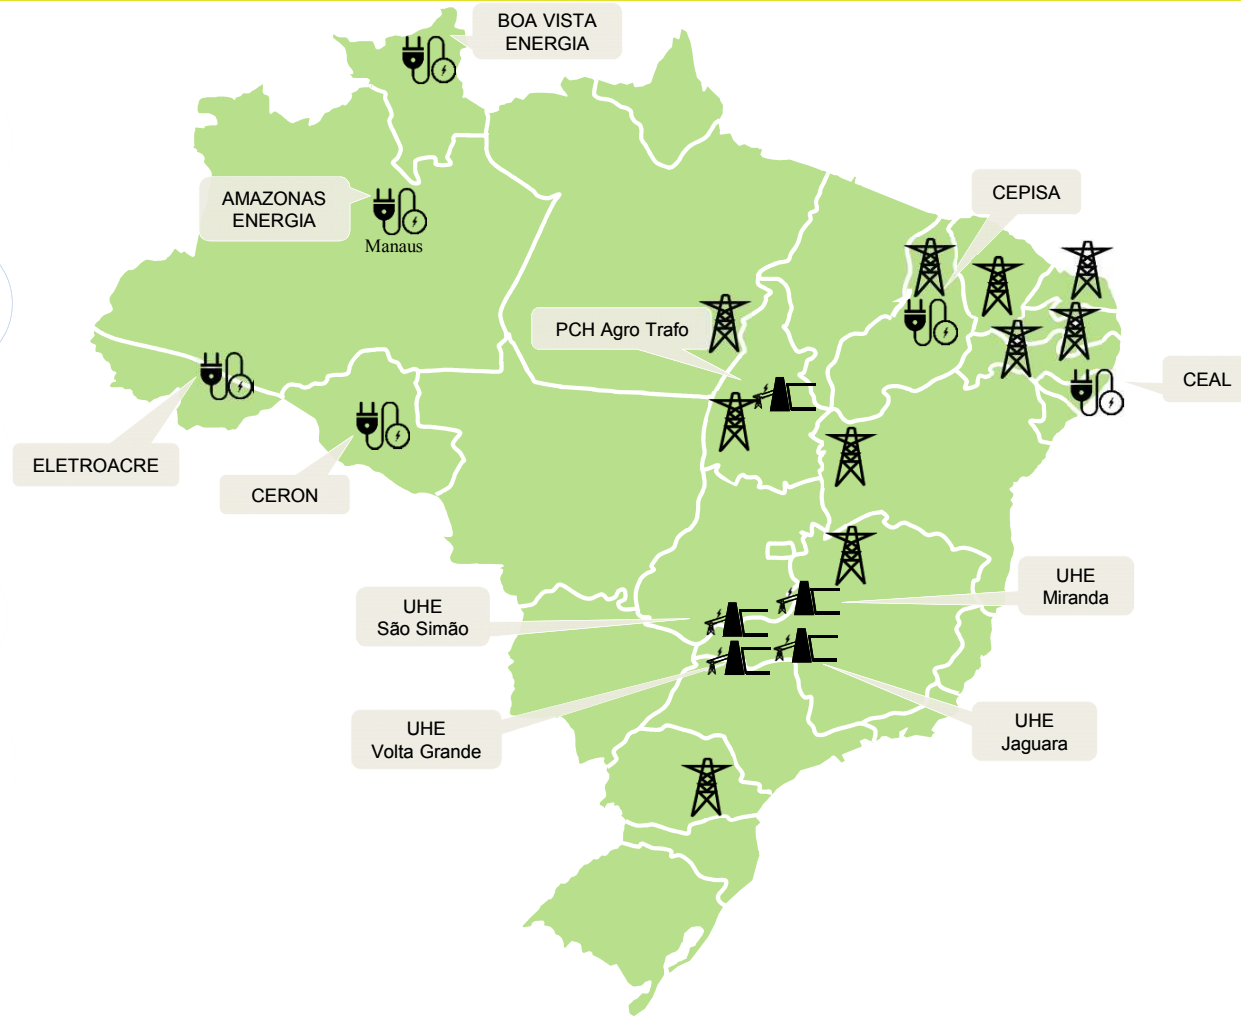 BOA VISTA
ENERGIA
AMAZONAS
ENERGIA
Manaus
CEPISA
PCH Agro Trafo
CEAL
ELETROACRE
CERON
UHE
São Simão
UHE
Miranda
UHE
Volta Grande
UHE
Jaguara